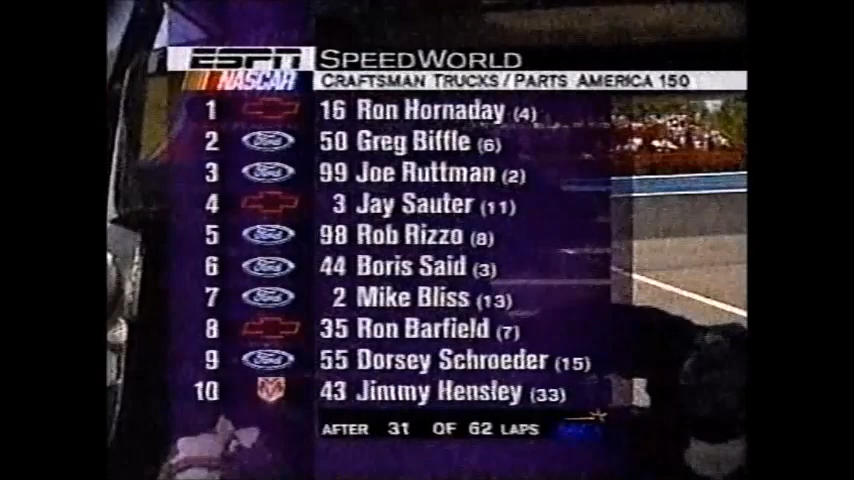 ESPN SPEEDWORLD
NASCAR CRAFTSMAN TRUCKS / PARTS AMERICA 150
1 16 Ron Hornaday (4)
2 Ford 50 Greg Biffle (6)
3 Ford 99 Joe Ruttman (2)
4 3 Jay Sauter (11)
5 Ford 98 Rob Rizzo (8)
6 Ford 44 Boris Said (3)
7 Ford 2 Mike Bliss (13)
8 35 Ron Barfield (7)
9 Ford 55 Dorsey Schroeder (15)
10 43 Jimmy Hensley (33)
AFTER 31 OF 62 LAPS